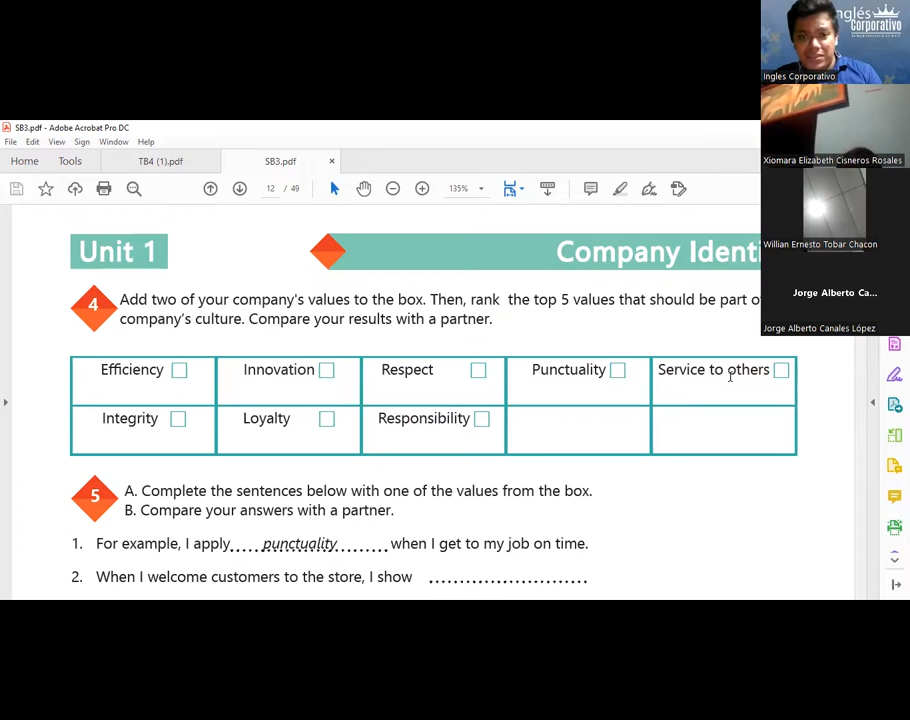 SB3.pdf - Adobe Acrobat Pro DC
File Edit View Sign Window Help
Home Tools TB4 (1).pdf SB3.pdf ×
12 / 49 135%
Unit 1 Company Identi
4 Add two of your company's values to the box. Then, rank the top 5 values that should be part o
company's culture. Compare your results with a partner.
Efficiency Innovation Respect Punctuality Service to others
Integrity Loyalty Responsibility
5 A. Complete the sentences below with one of the values from the box.
B. Compare your answers with a partner.
1. For example, I apply.....punctuality.........when I get to my job on time.
2. When I welcome customers to the store, I show ............................
nglés
Corporativo
Ingles Corporativo
Xiomara Elizabeth Cisneros Rosales
Willian Ernesto Tobar Chacon
Jorge Alberto Ca...
Jorge Alberto Canales López